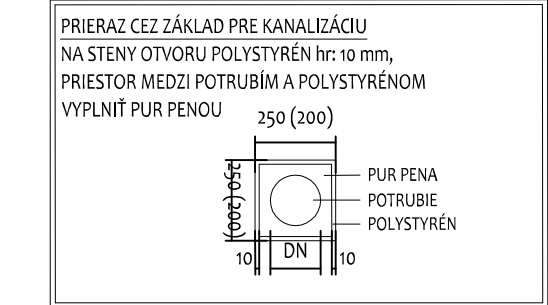 PRIERAZ CEZ ZÁKLAD PRE KANALIZÁCIU
NA STENY OTVORU POLYSTYRÉN hr: 10 mm,
PRIESTOR MEDZI POTRUBÍM A POLYSTYRÉNOM
VYPLNIŤ PUR PENOU
250 (200)
250 (200)
PUR PENA
POTRUBIE
POLYSTYRÉN
10 DN 10